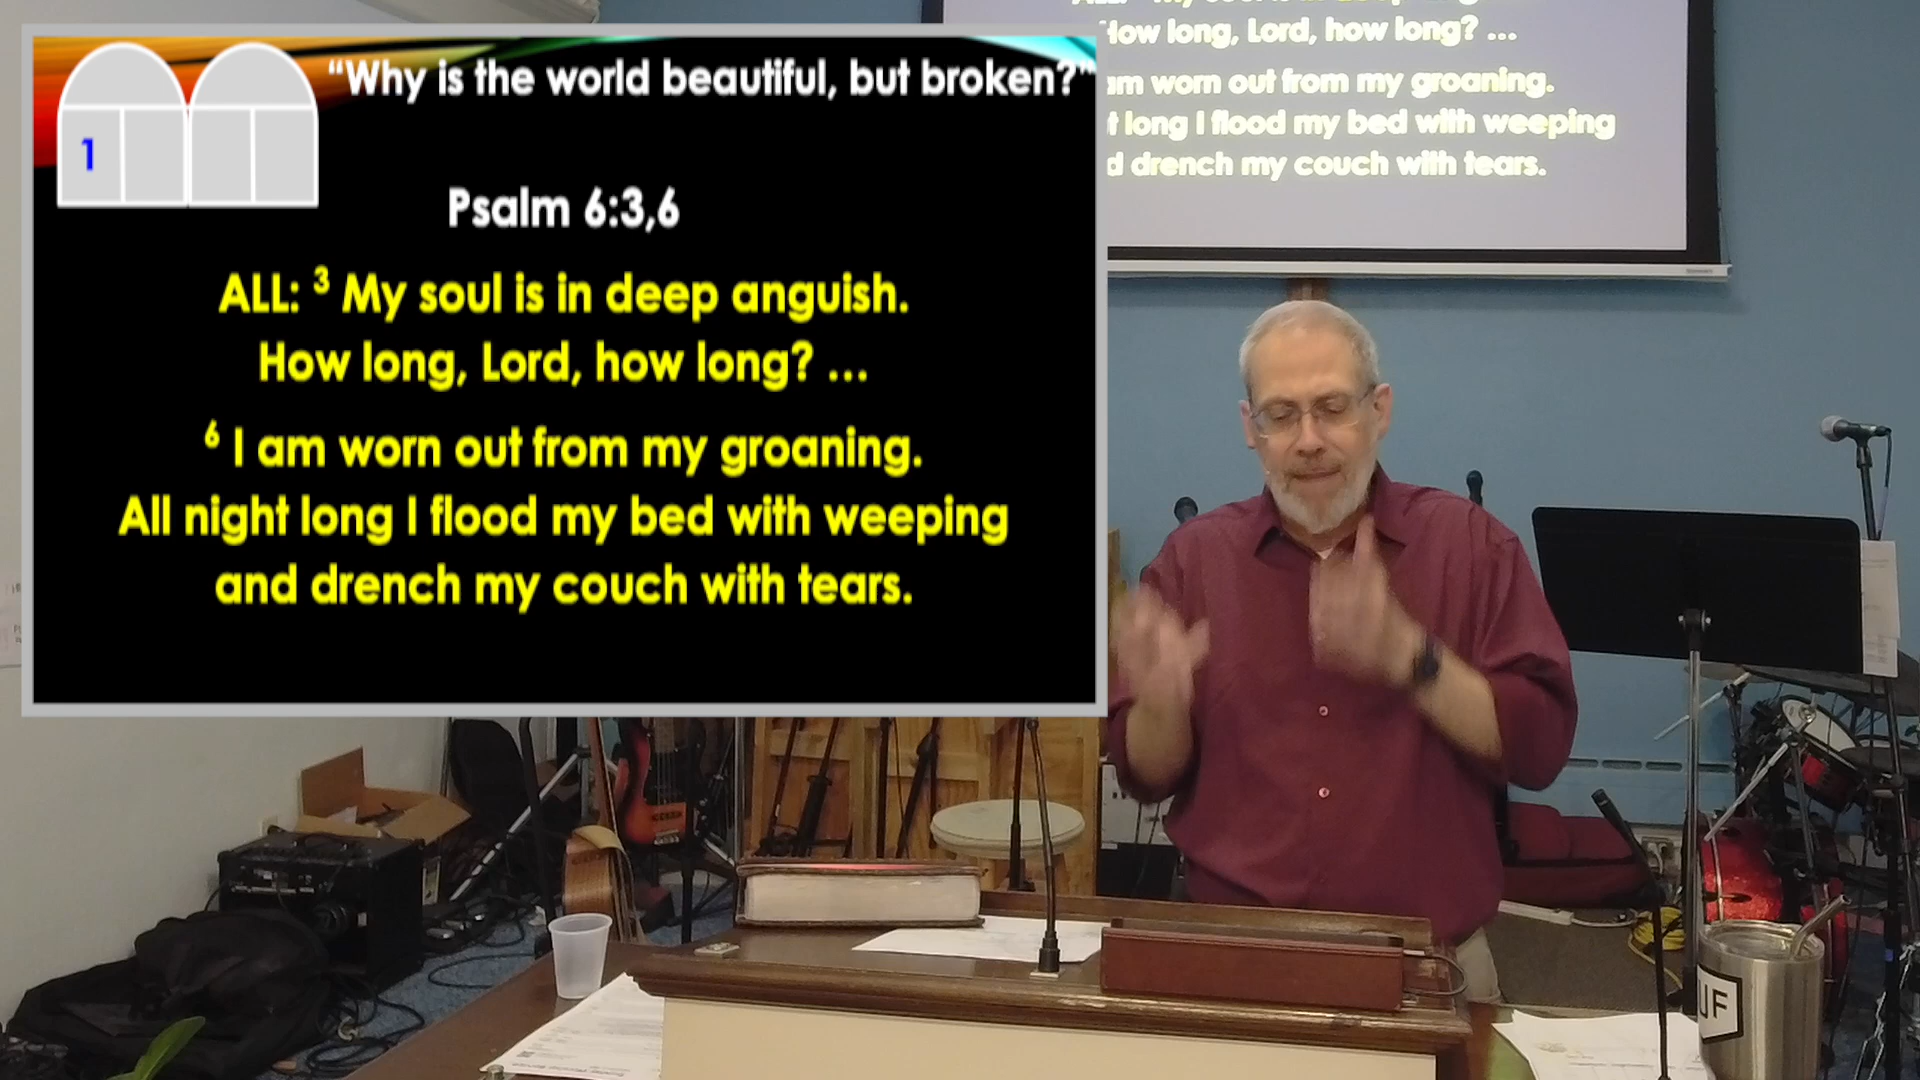 “Why is the world beautiful, but broken?”
1
Psalm 6:3,6
ALL: ³ My soul is in deep anguish.
How long, Lord, how long? ...
⁶ I am worn out from my groaning.
All night long I flood my bed with weeping
and drench my couch with tears.
How long, Lord, how long? ...
am worn out from my groaning.
t long I flood my bed with weeping
d drench my couch with tears.
UF